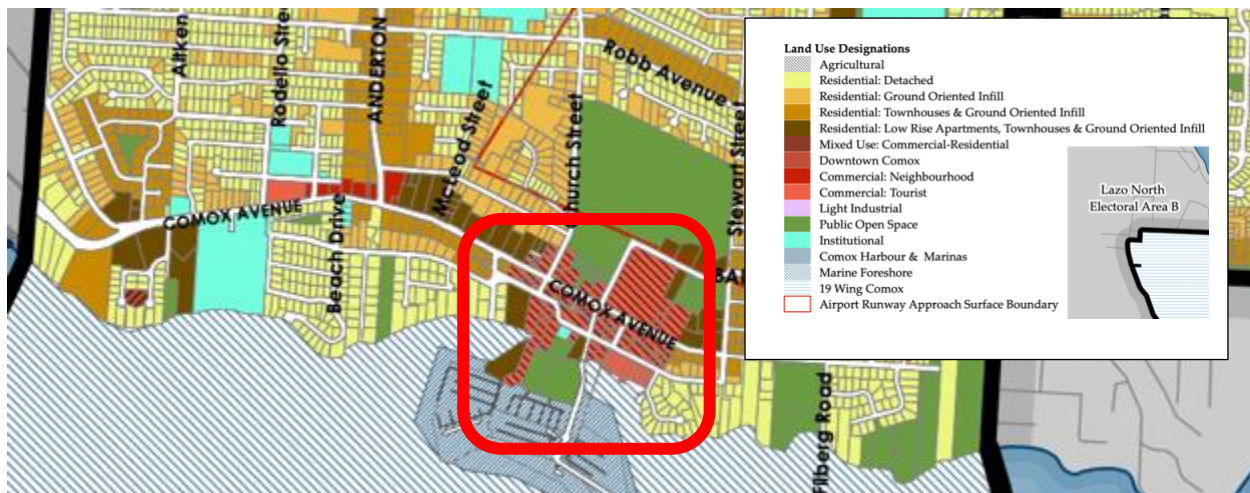 Aitken
Rodello Stree
ANDERTON
McLeod Street
Church Street
Robb Avenue
Stewart Street
COMOX AVENUE
Beach Drive
COMOX AVENUE
BA
Filberg Road
Land Use Designations
Agricultural
Residential: Detached
Residential: Ground Oriented Infill
Residential: Townhouses & Ground Oriented Infill
Residential: Low Rise Apartments, Townhouses & Ground Oriented Infill
Mixed Use: Commercial-Residential
Downtown Comox
Commercial: Neighbourhood
Commercial: Tourist
Light Industrial
Public Open Space
Institutional
Comox Harbour & Marinas
Marine Foreshore
19 Wing Comox
Airport Runway Approach Surface Boundary
Lazo North
Electoral Area B